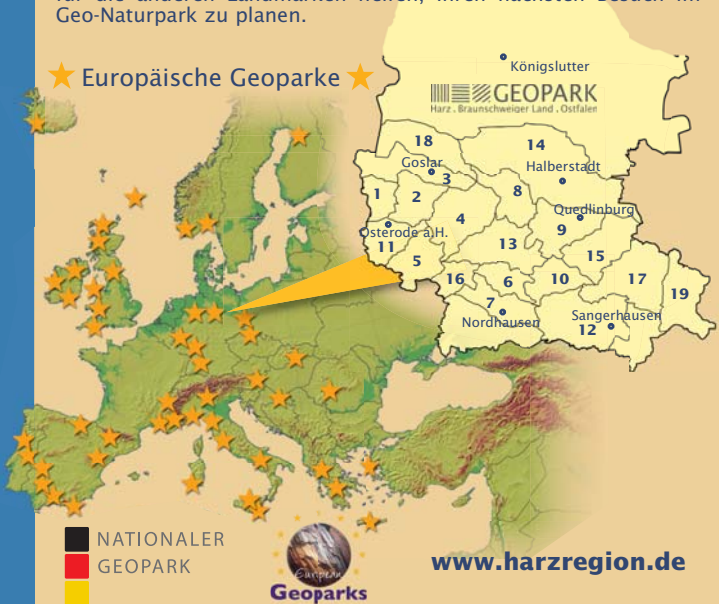 Geo-Naturpark zu planen.
Europäische Geoparke
Königslutter
GEOPARK
Harz . Braunschweiger Land . Ostfalen
18
14
Goslar
Halberstadt
3
1
2
8
4
Quedlinburg
9
Osterode a.H.
11
13
5
15
16
6
10
17
19
7
Nordhausen
Sangerhausen
12
NATIONALER
GEOPARK
European
Geoparks
www.harzregion.de